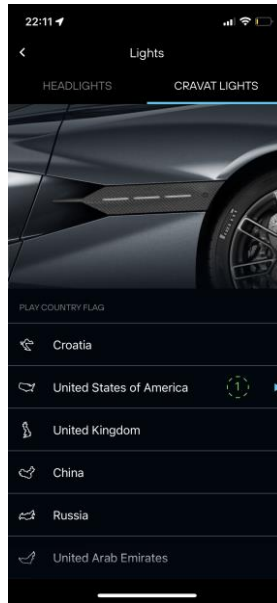 22:11
Lights
HEADLIGHTS
CRAVAT LIGHTS
PLAY COUNTRY FLAG
Croatia
United States of America
1
United Kingdom
China
Russia
United Arab Emirates